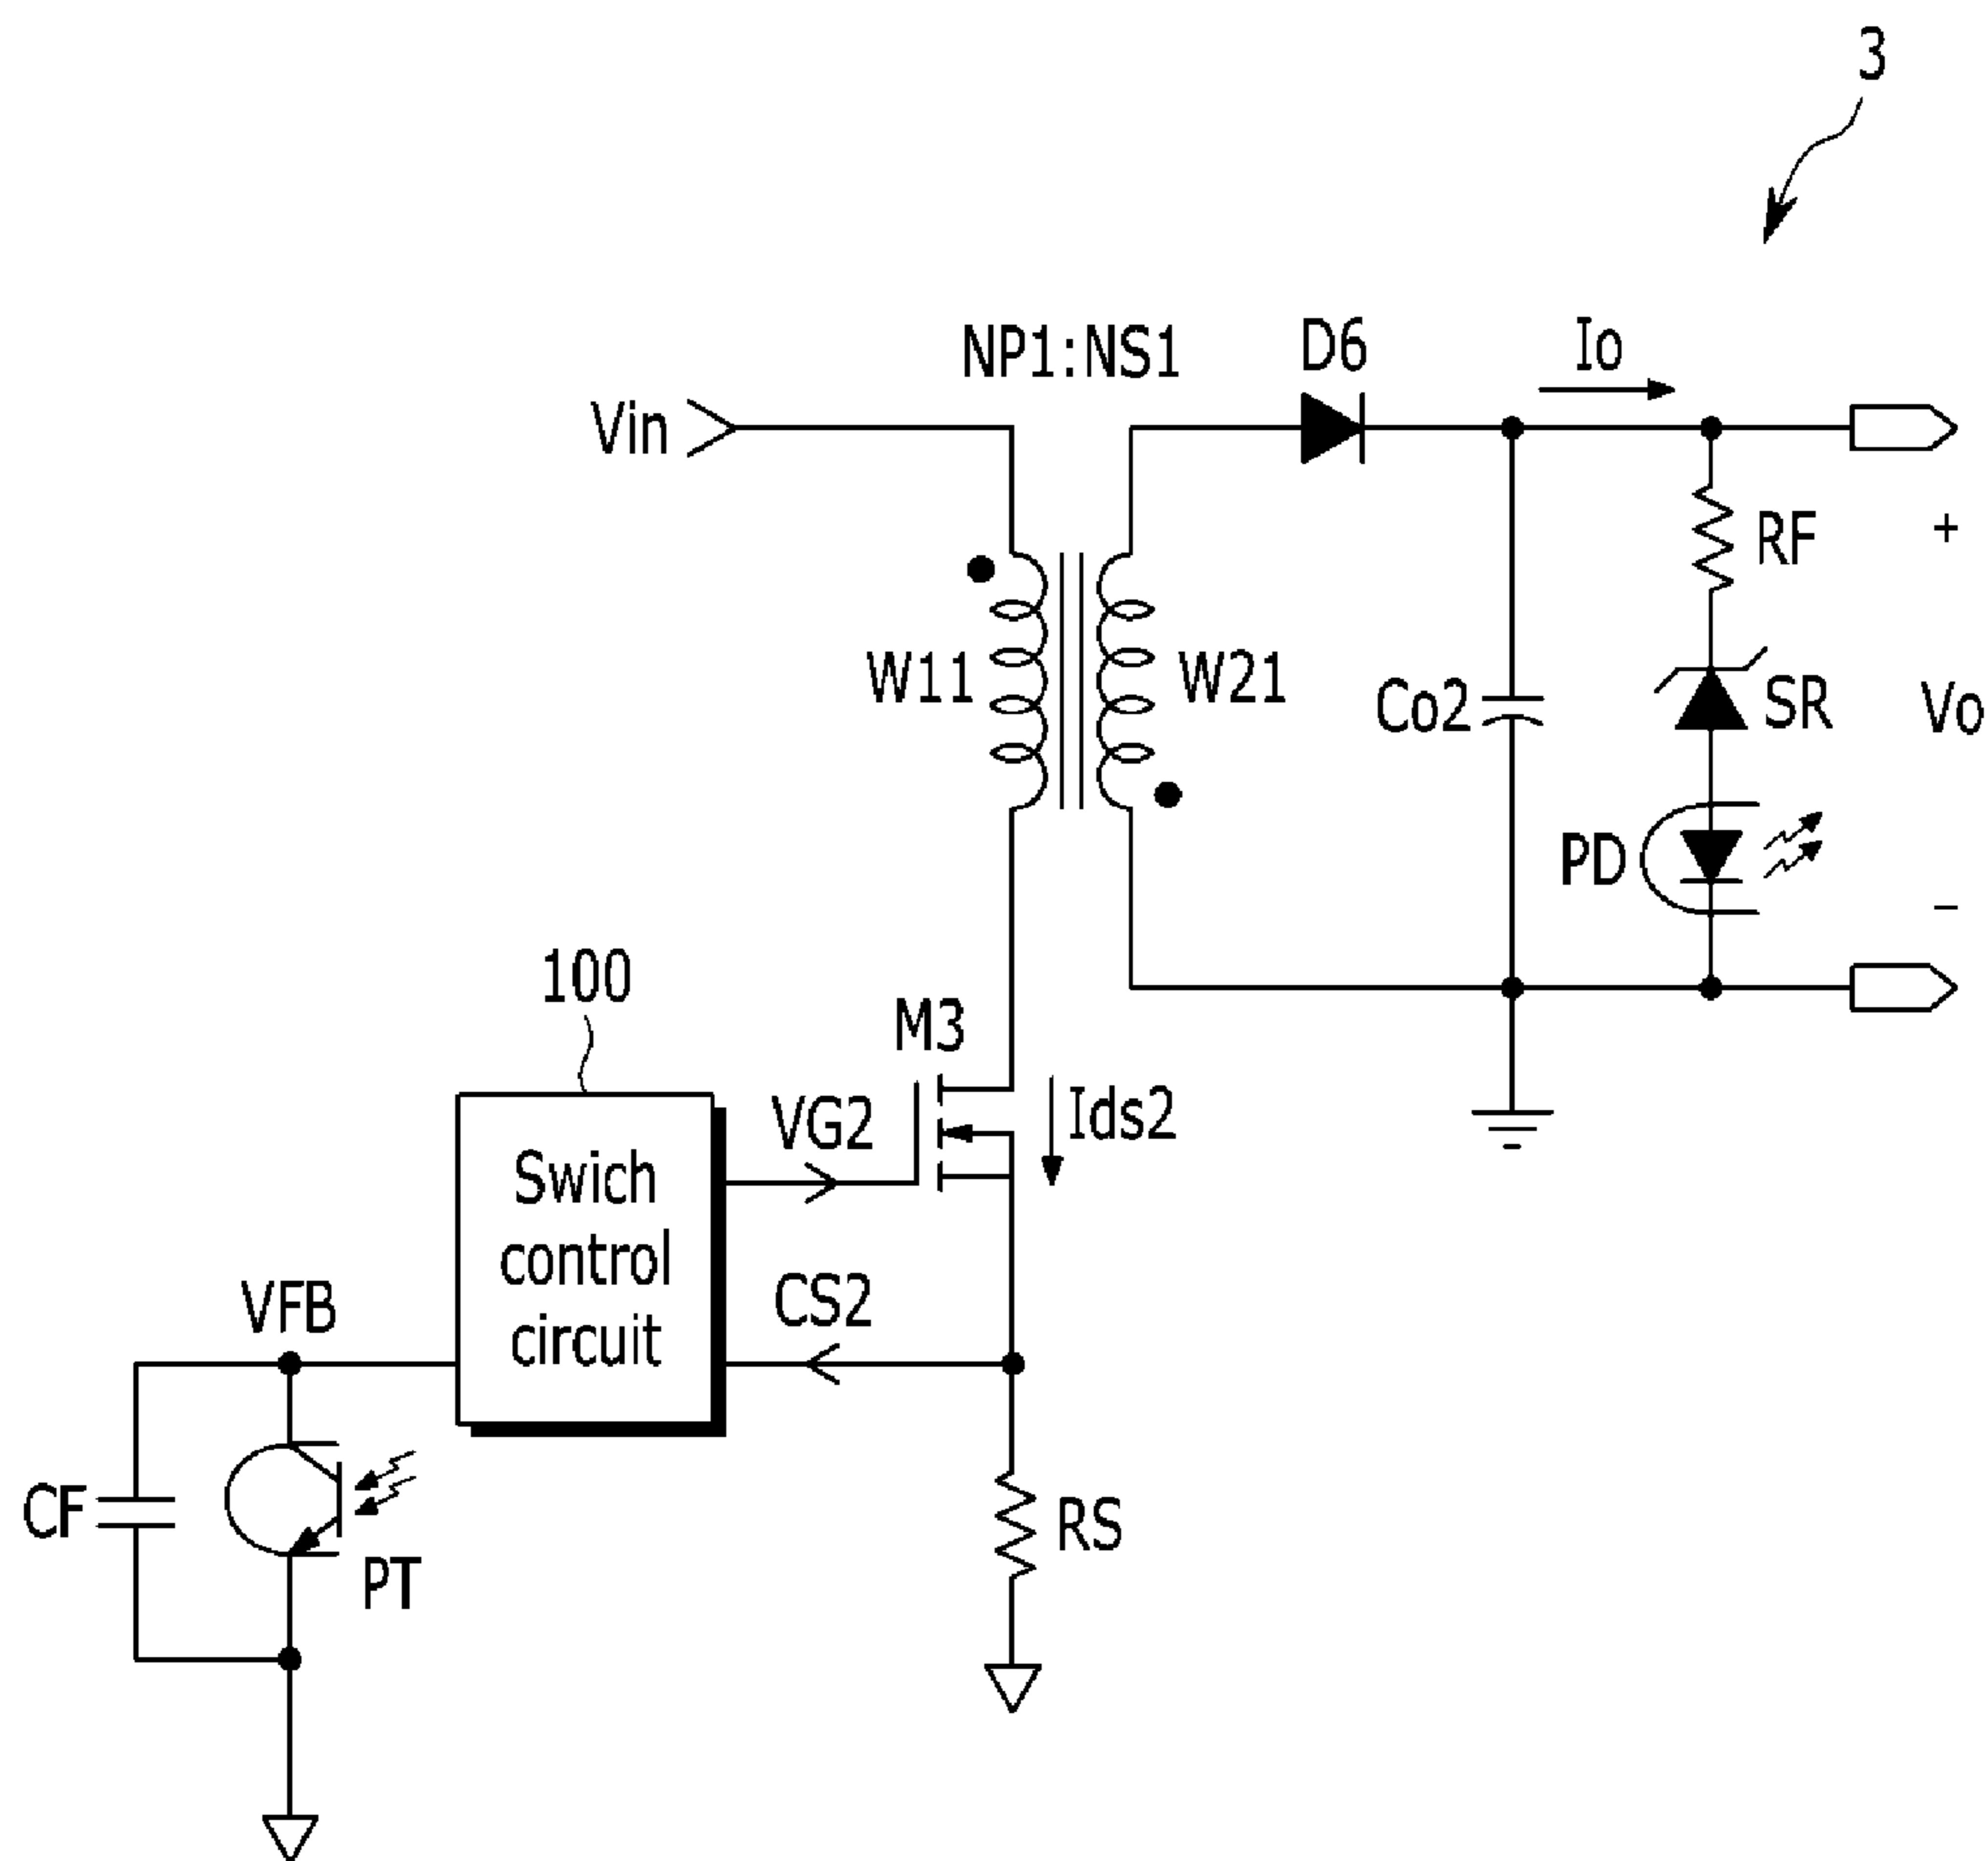 3
NP1:NS1
D6
Io
Vin
RF
+
W11
W21
Co2
SR
Vo
PD
−
100
M3
VG2
Ids2
Swich
control
circuit
CS2
VFB
CF
PT
RS